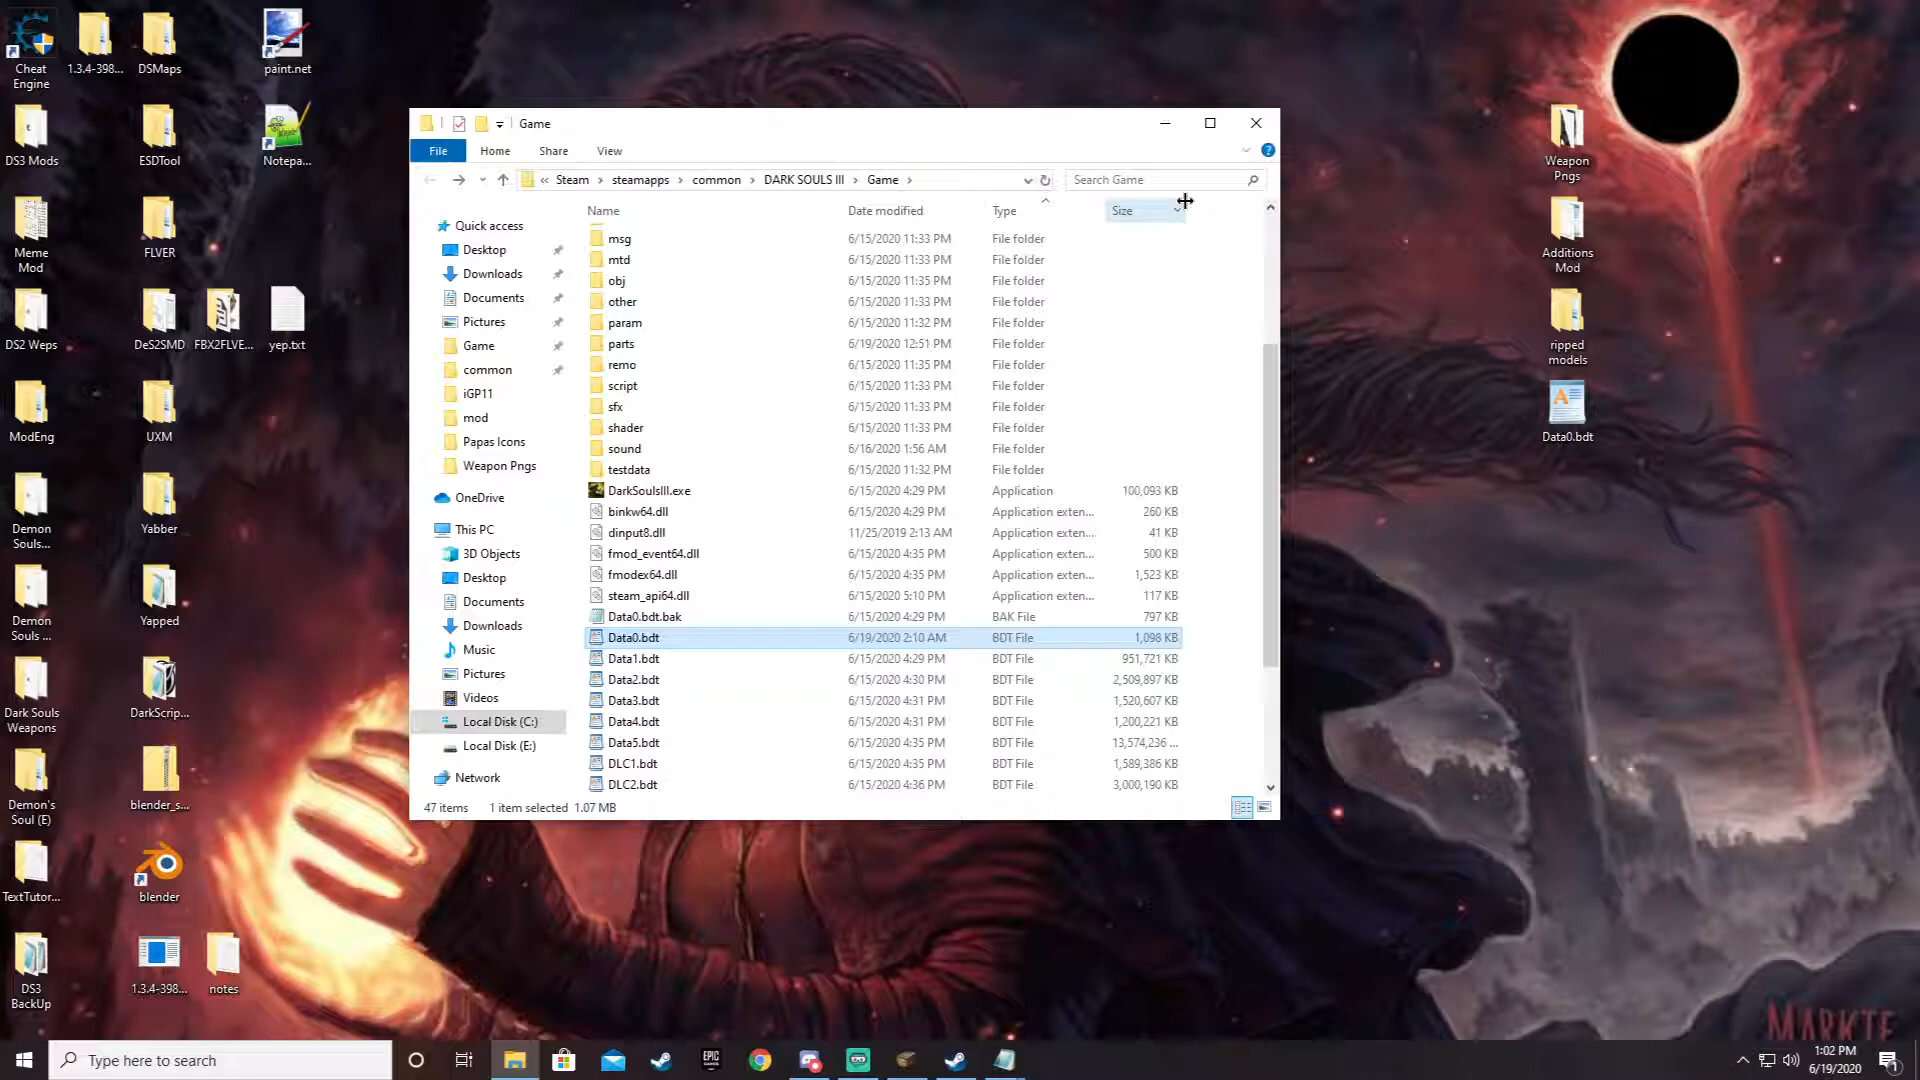 Cheat
Engine
1.3.4-398...
DSMaps
paint.net
DS3 Mods
ESDTool
Notepa...
Meme
Mod
FLVER
DS2 Weps
DeS2SMD
FBX2FLVE...
yep.txt
ModEng
UXM
Demon
Souls...
Yabber
Demon
Souls ...
Yapped
Dark Souls
Weapons
DarkScrip...
Demon's
Soul (E)
blender_s...
TextTutor...
blender
DS3
BackUp
1.3.4-398...
notes
Game
File
Home
Share
View
« Steam › steamapps › common › DARK SOULS III › Game ›
Search Game
Name
Date modified
Type
Size
Quick access
Desktop
Downloads
Documents
Pictures
Game
common
iGP11
mod
Papas Icons
Weapon Pngs
OneDrive
This PC
3D Objects
Desktop
Documents
Downloads
Music
Pictures
Videos
Local Disk (C:)
Local Disk (E:)
Network
msg 6/15/2020 11:33 PM File folder
mtd 6/15/2020 11:33 PM File folder
obj 6/15/2020 11:35 PM File folder
other 6/15/2020 11:33 PM File folder
param 6/15/2020 11:32 PM File folder
parts 6/19/2020 12:51 PM File folder
remo 6/15/2020 11:35 PM File folder
script 6/15/2020 11:33 PM File folder
sfx 6/15/2020 11:33 PM File folder
shader 6/15/2020 11:33 PM File folder
sound 6/16/2020 1:56 AM File folder
testdata 6/15/2020 11:32 PM File folder
DarkSoulsIII.exe 6/15/2020 4:29 PM Application 100,093 KB
binkw64.dll 6/15/2020 4:29 PM Application exten... 260 KB
dinput8.dll 11/25/2019 2:13 AM Application exten... 41 KB
fmod_event64.dll 6/15/2020 4:35 PM Application exten... 500 KB
fmodex64.dll 6/15/2020 4:35 PM Application exten... 1,523 KB
steam_api64.dll 6/15/2020 5:10 PM Application exten... 117 KB
Data0.bdt.bak 6/15/2020 4:29 PM BAK File 797 KB
Data0.bdt 6/19/2020 2:10 AM BDT File 1,098 KB
Data1.bdt 6/15/2020 4:29 PM BDT File 951,721 KB
Data2.bdt 6/15/2020 4:30 PM BDT File 2,509,897 KB
Data3.bdt 6/15/2020 4:31 PM BDT File 1,520,607 KB
Data4.bdt 6/15/2020 4:31 PM BDT File 1,200,221 KB
Data5.bdt 6/15/2020 4:35 PM BDT File 13,574,236 ...
DLC1.bdt 6/15/2020 4:35 PM BDT File 1,589,386 KB
DLC2.bdt 6/15/2020 4:36 PM BDT File 3,000,190 KB
47 items 1 item selected 1.07 MB
Weapon
Pngs
Additions
Mod
ripped
models
Data0.bdt
MARKTE
Type here to search
EPIC
GAMES
1:02 PM
6/19/2020
1